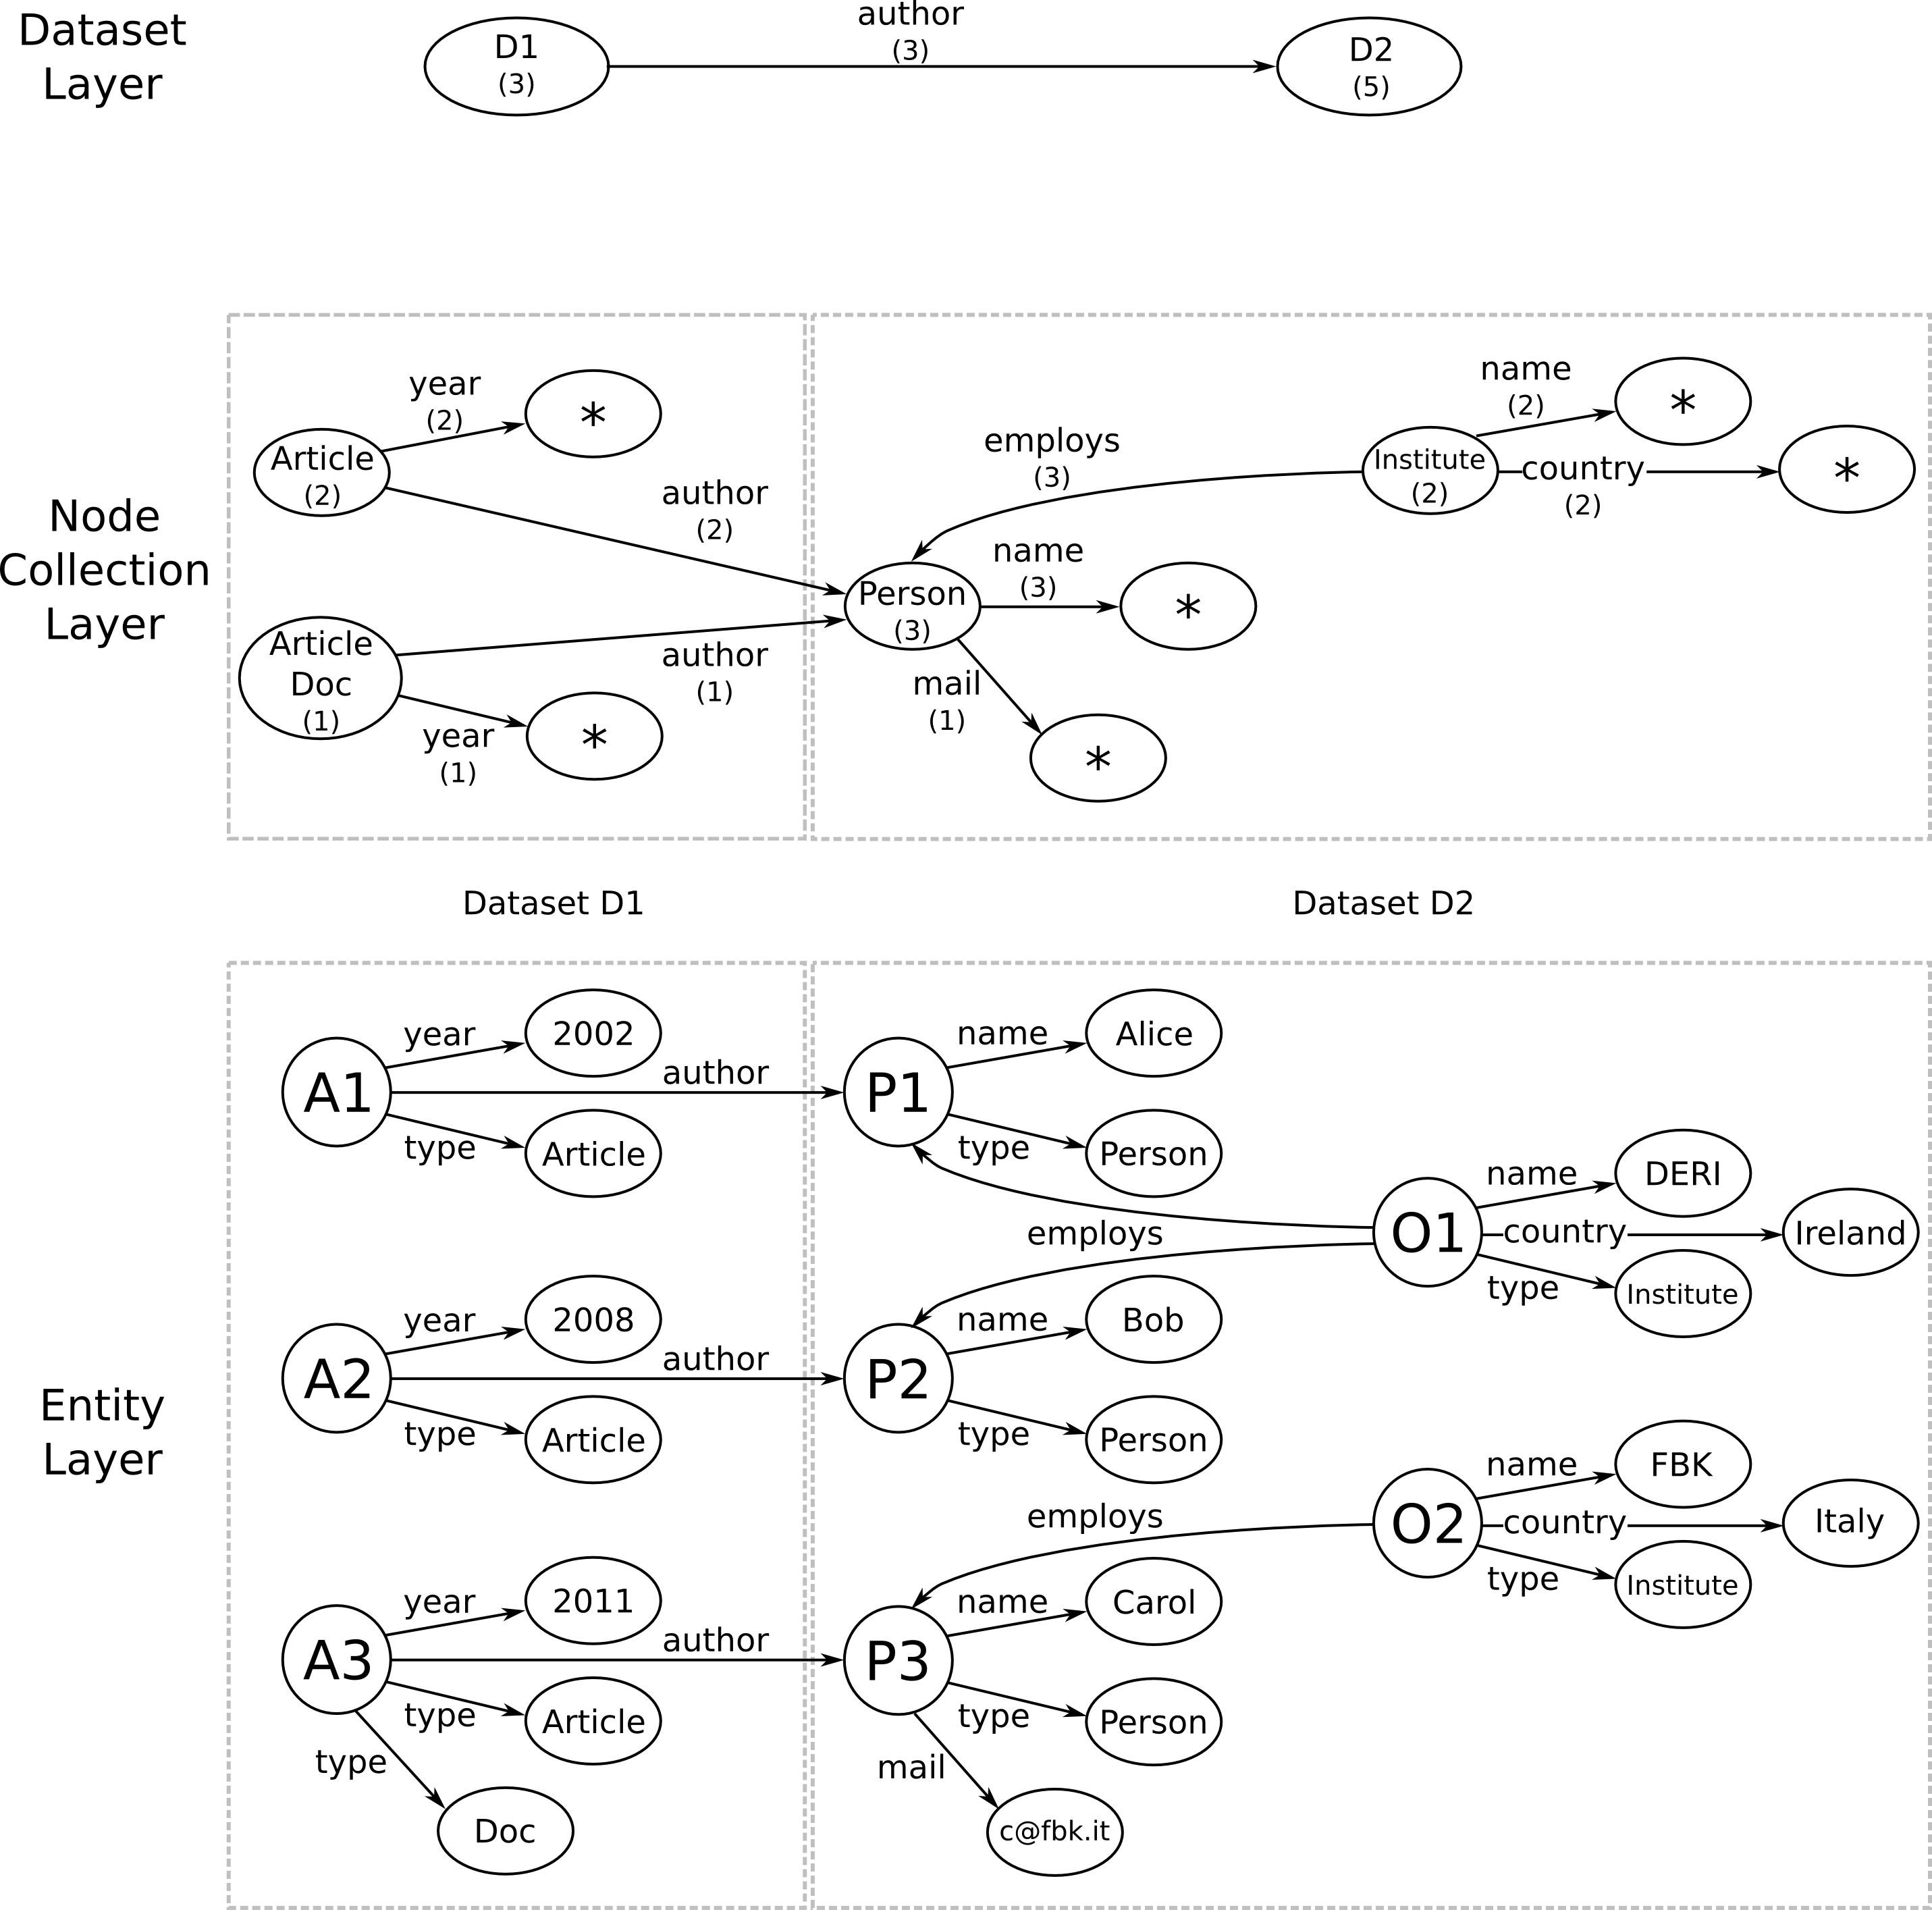 Dataset
Layer
D1
(3)
author
(3)
D2
(5)
Node
Collection
Layer
Article
(2)
year
(2)
*
author
(2)
Article
Doc
(1)
author
(1)
year
(1)
*
Person
(3)
employs
(3)
name
(3)
*
mail
(1)
*
Institute
(2)
name
(2)
*
country
(2)
*
Dataset D1
Dataset D2
Entity
Layer
A1
year
2002
author
type
Article
A2
year
2008
author
type
Article
A3
year
2011
author
type
Article
type
Doc
P1
name
Alice
type
Person
employs
P2
name
Bob
type
Person
employs
P3
name
Carol
type
Person
mail
c@fbk.it
O1
name
DERI
country
Ireland
type
Institute
O2
name
FBK
country
Italy
type
Institute